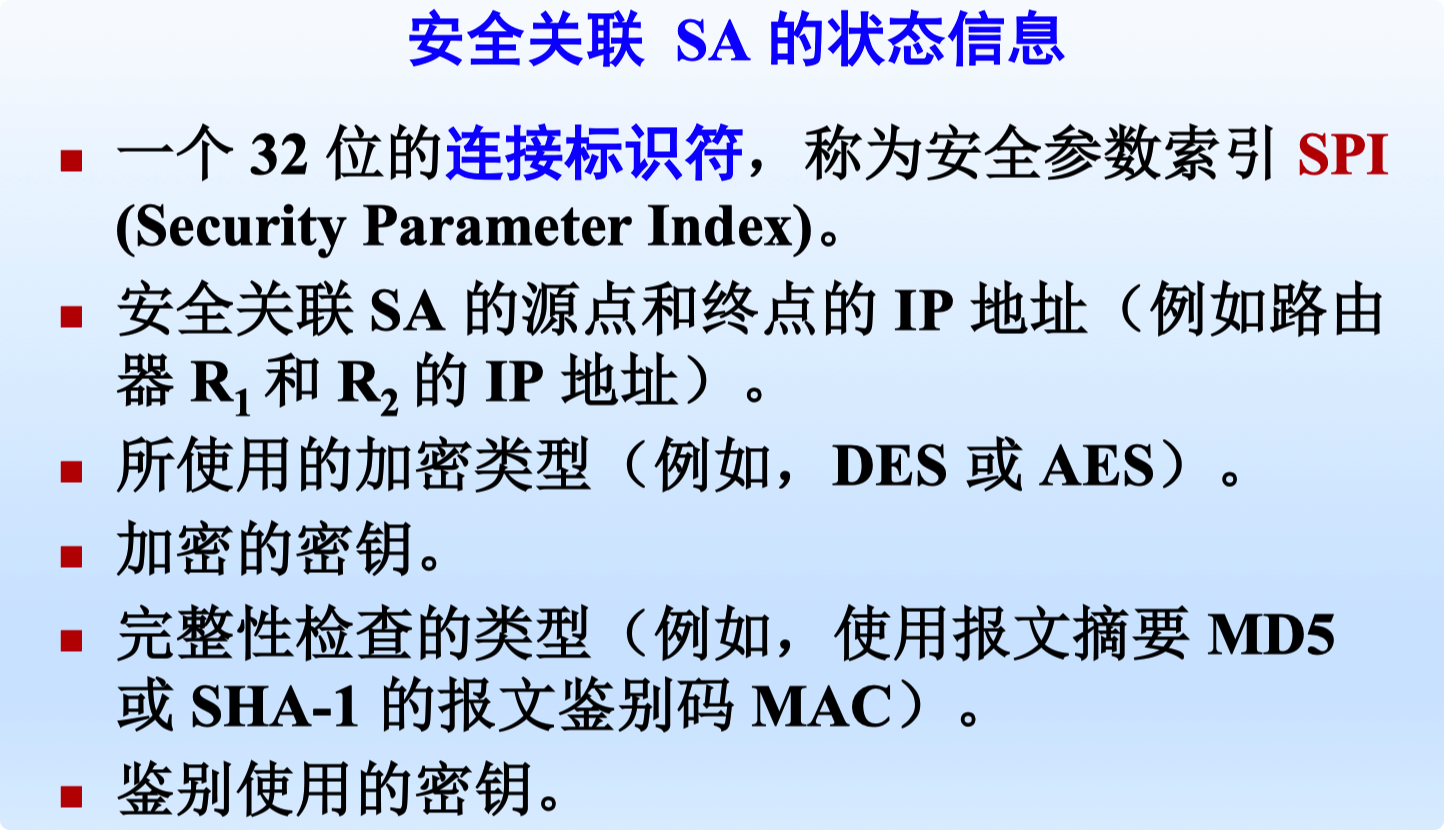 安全关联 SA 的状态信息
■ 一个 32 位的连接标识符，称为安全参数索引 SPI
(Security Parameter Index)。
■ 安全关联 SA 的源点和终点的 IP 地址（例如路由
器 R₁ 和 R₂ 的 IP 地址）。
■ 所使用的加密类型（例如，DES 或 AES）。
■ 加密的密钥。
■ 完整性检查的类型（例如，使用报文摘要 MD5
或 SHA-1 的报文鉴别码 MAC）。
■ 鉴别使用的密钥。